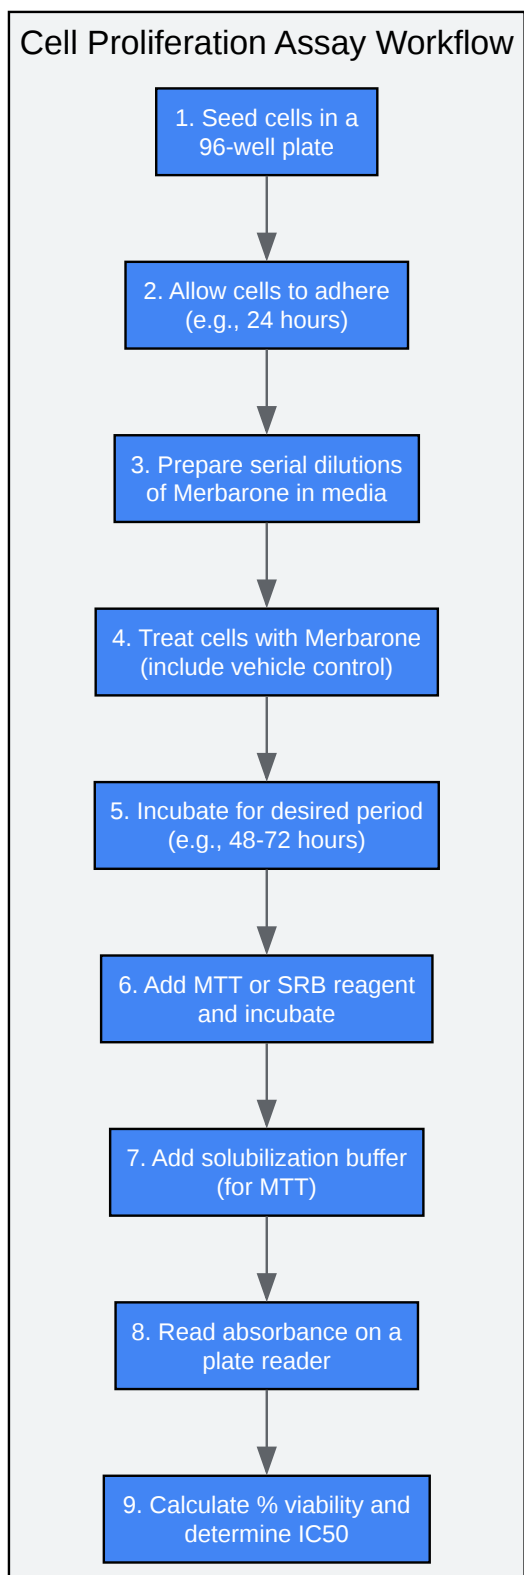 Cell Proliferation Assay Workflow
1. Seed cells in a
96-well plate
2. Allow cells to adhere
(e.g., 24 hours)
3. Prepare serial dilutions
of Merbarone in media
4. Treat cells with Merbarone
(include vehicle control)
5. Incubate for desired period
(e.g., 48-72 hours)
6. Add MTT or SRB reagent
and incubate
7. Add solubilization buffer
(for MTT)
8. Read absorbance on a
plate reader
9. Calculate % viability and
determine IC50